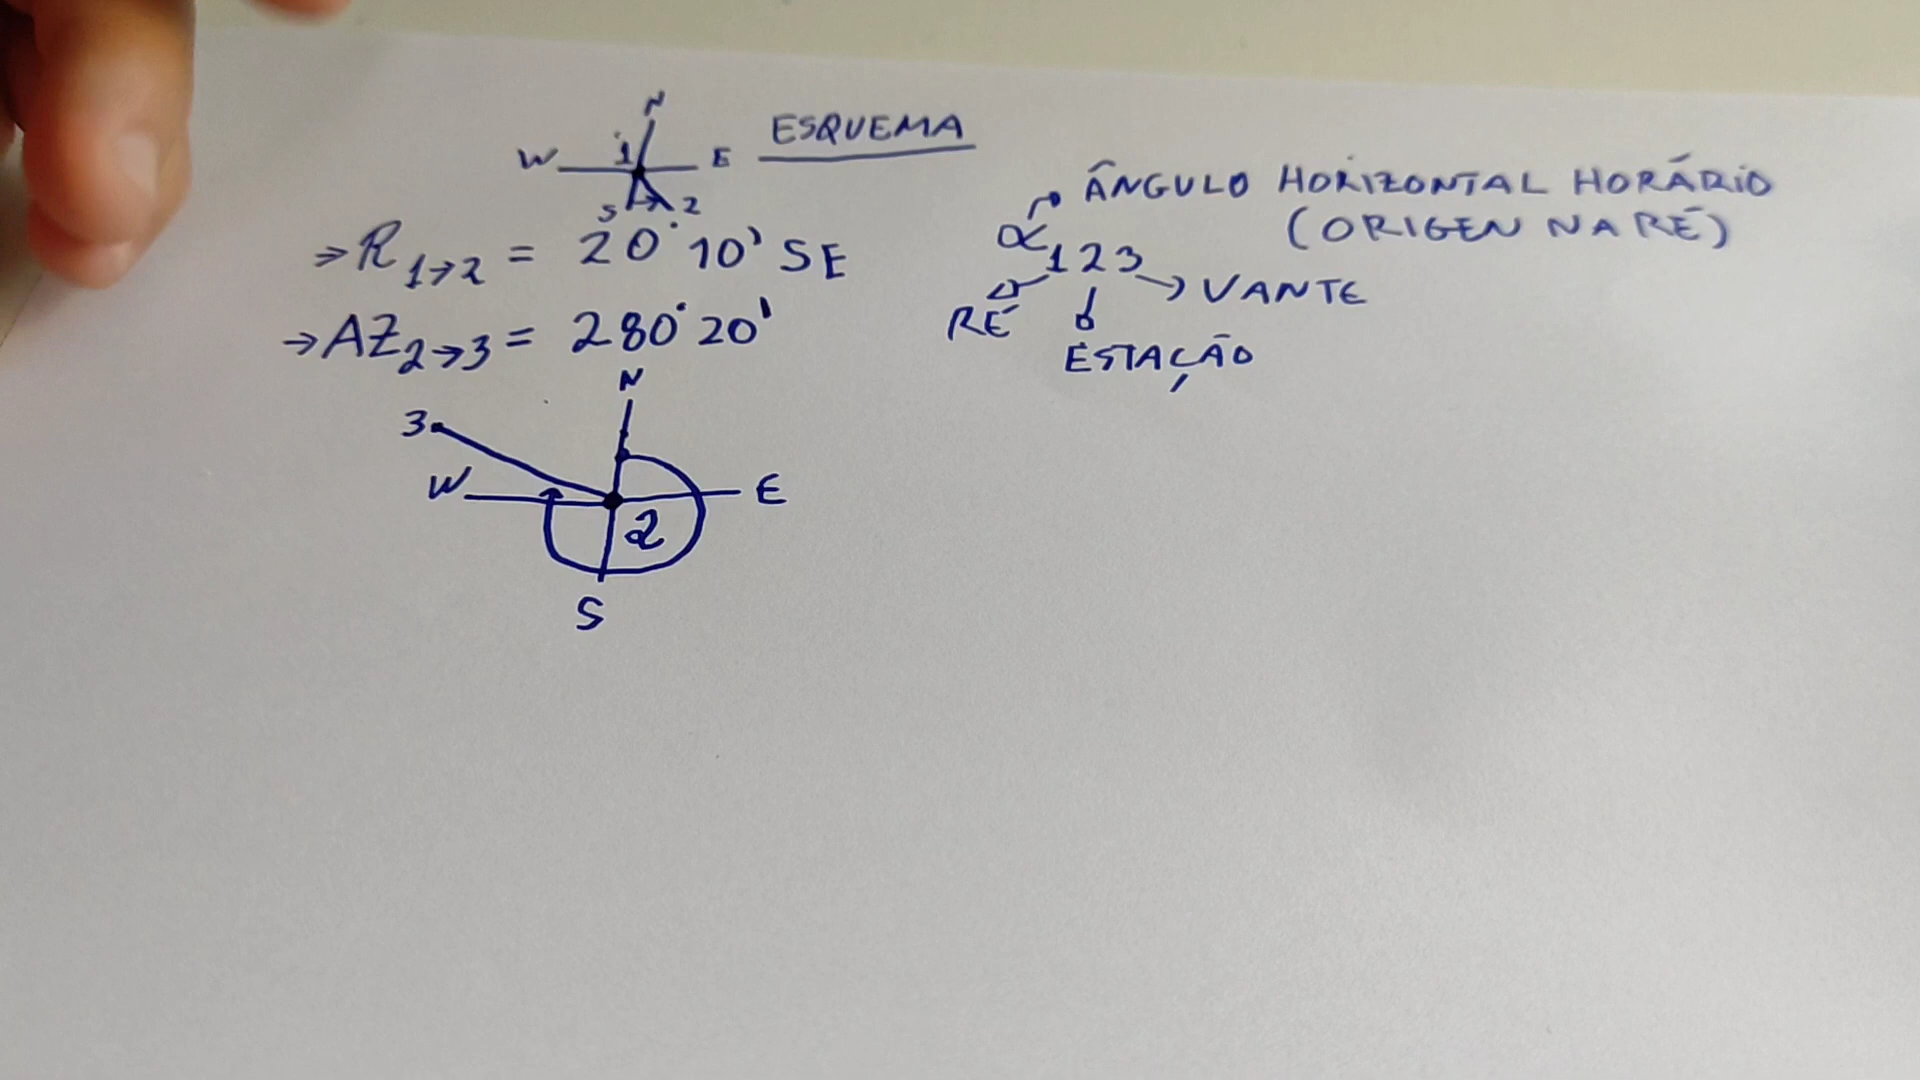 N
W 1 E ESQUEMA
S 2
⇒ R1→2 = 20° 10' SE
→ AZ2→3 = 280° 20'
α123
ÂNGULO HORIZONTAL HORÁRIO
(ORIGEN NA RÉ)
RÉ
VANTE
ESTAÇÃO
N
3
W E
2
S